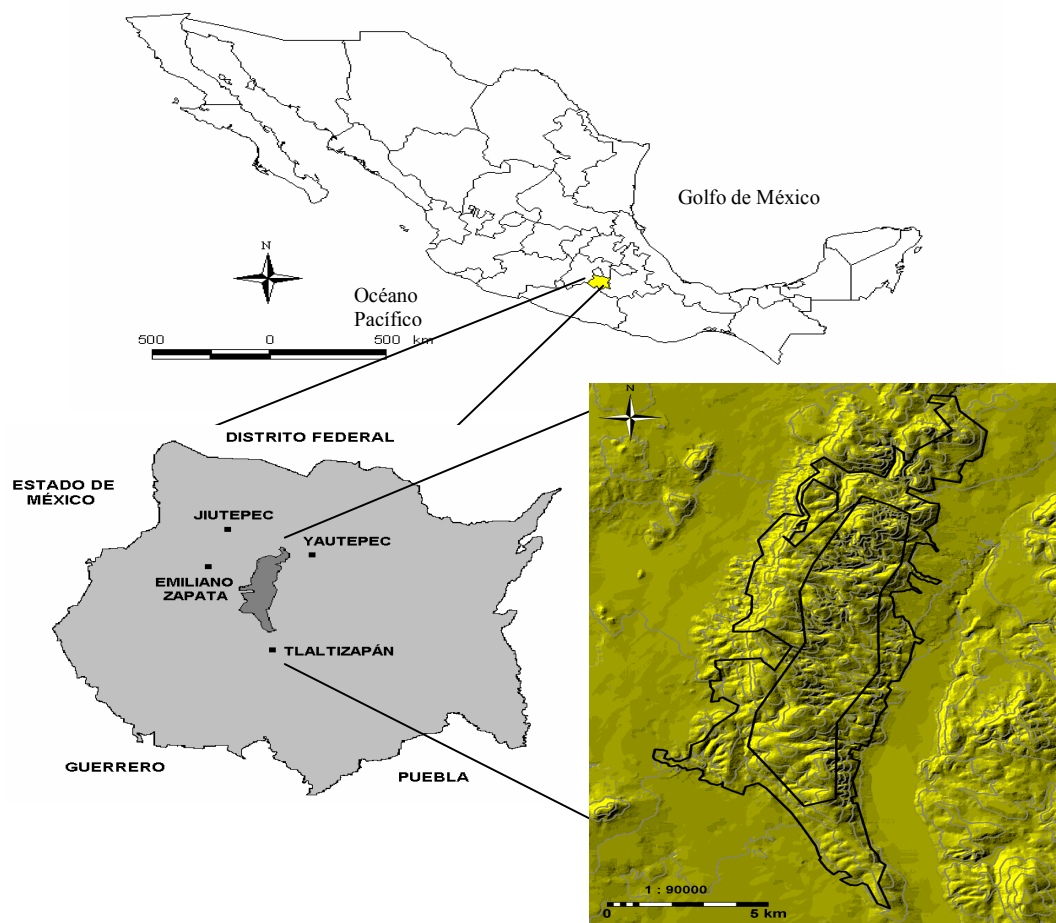 Golfo de México
N
Océano
Pacífico
500 0 500 km
N
DISTRITO FEDERAL
ESTADO DE
MÉXICO
JIUTEPEC
YAUTEPEC
EMILIANO
ZAPATA
TLALTIZAPÁN
GUERRERO
PUEBLA
1 : 90000
0 5 km